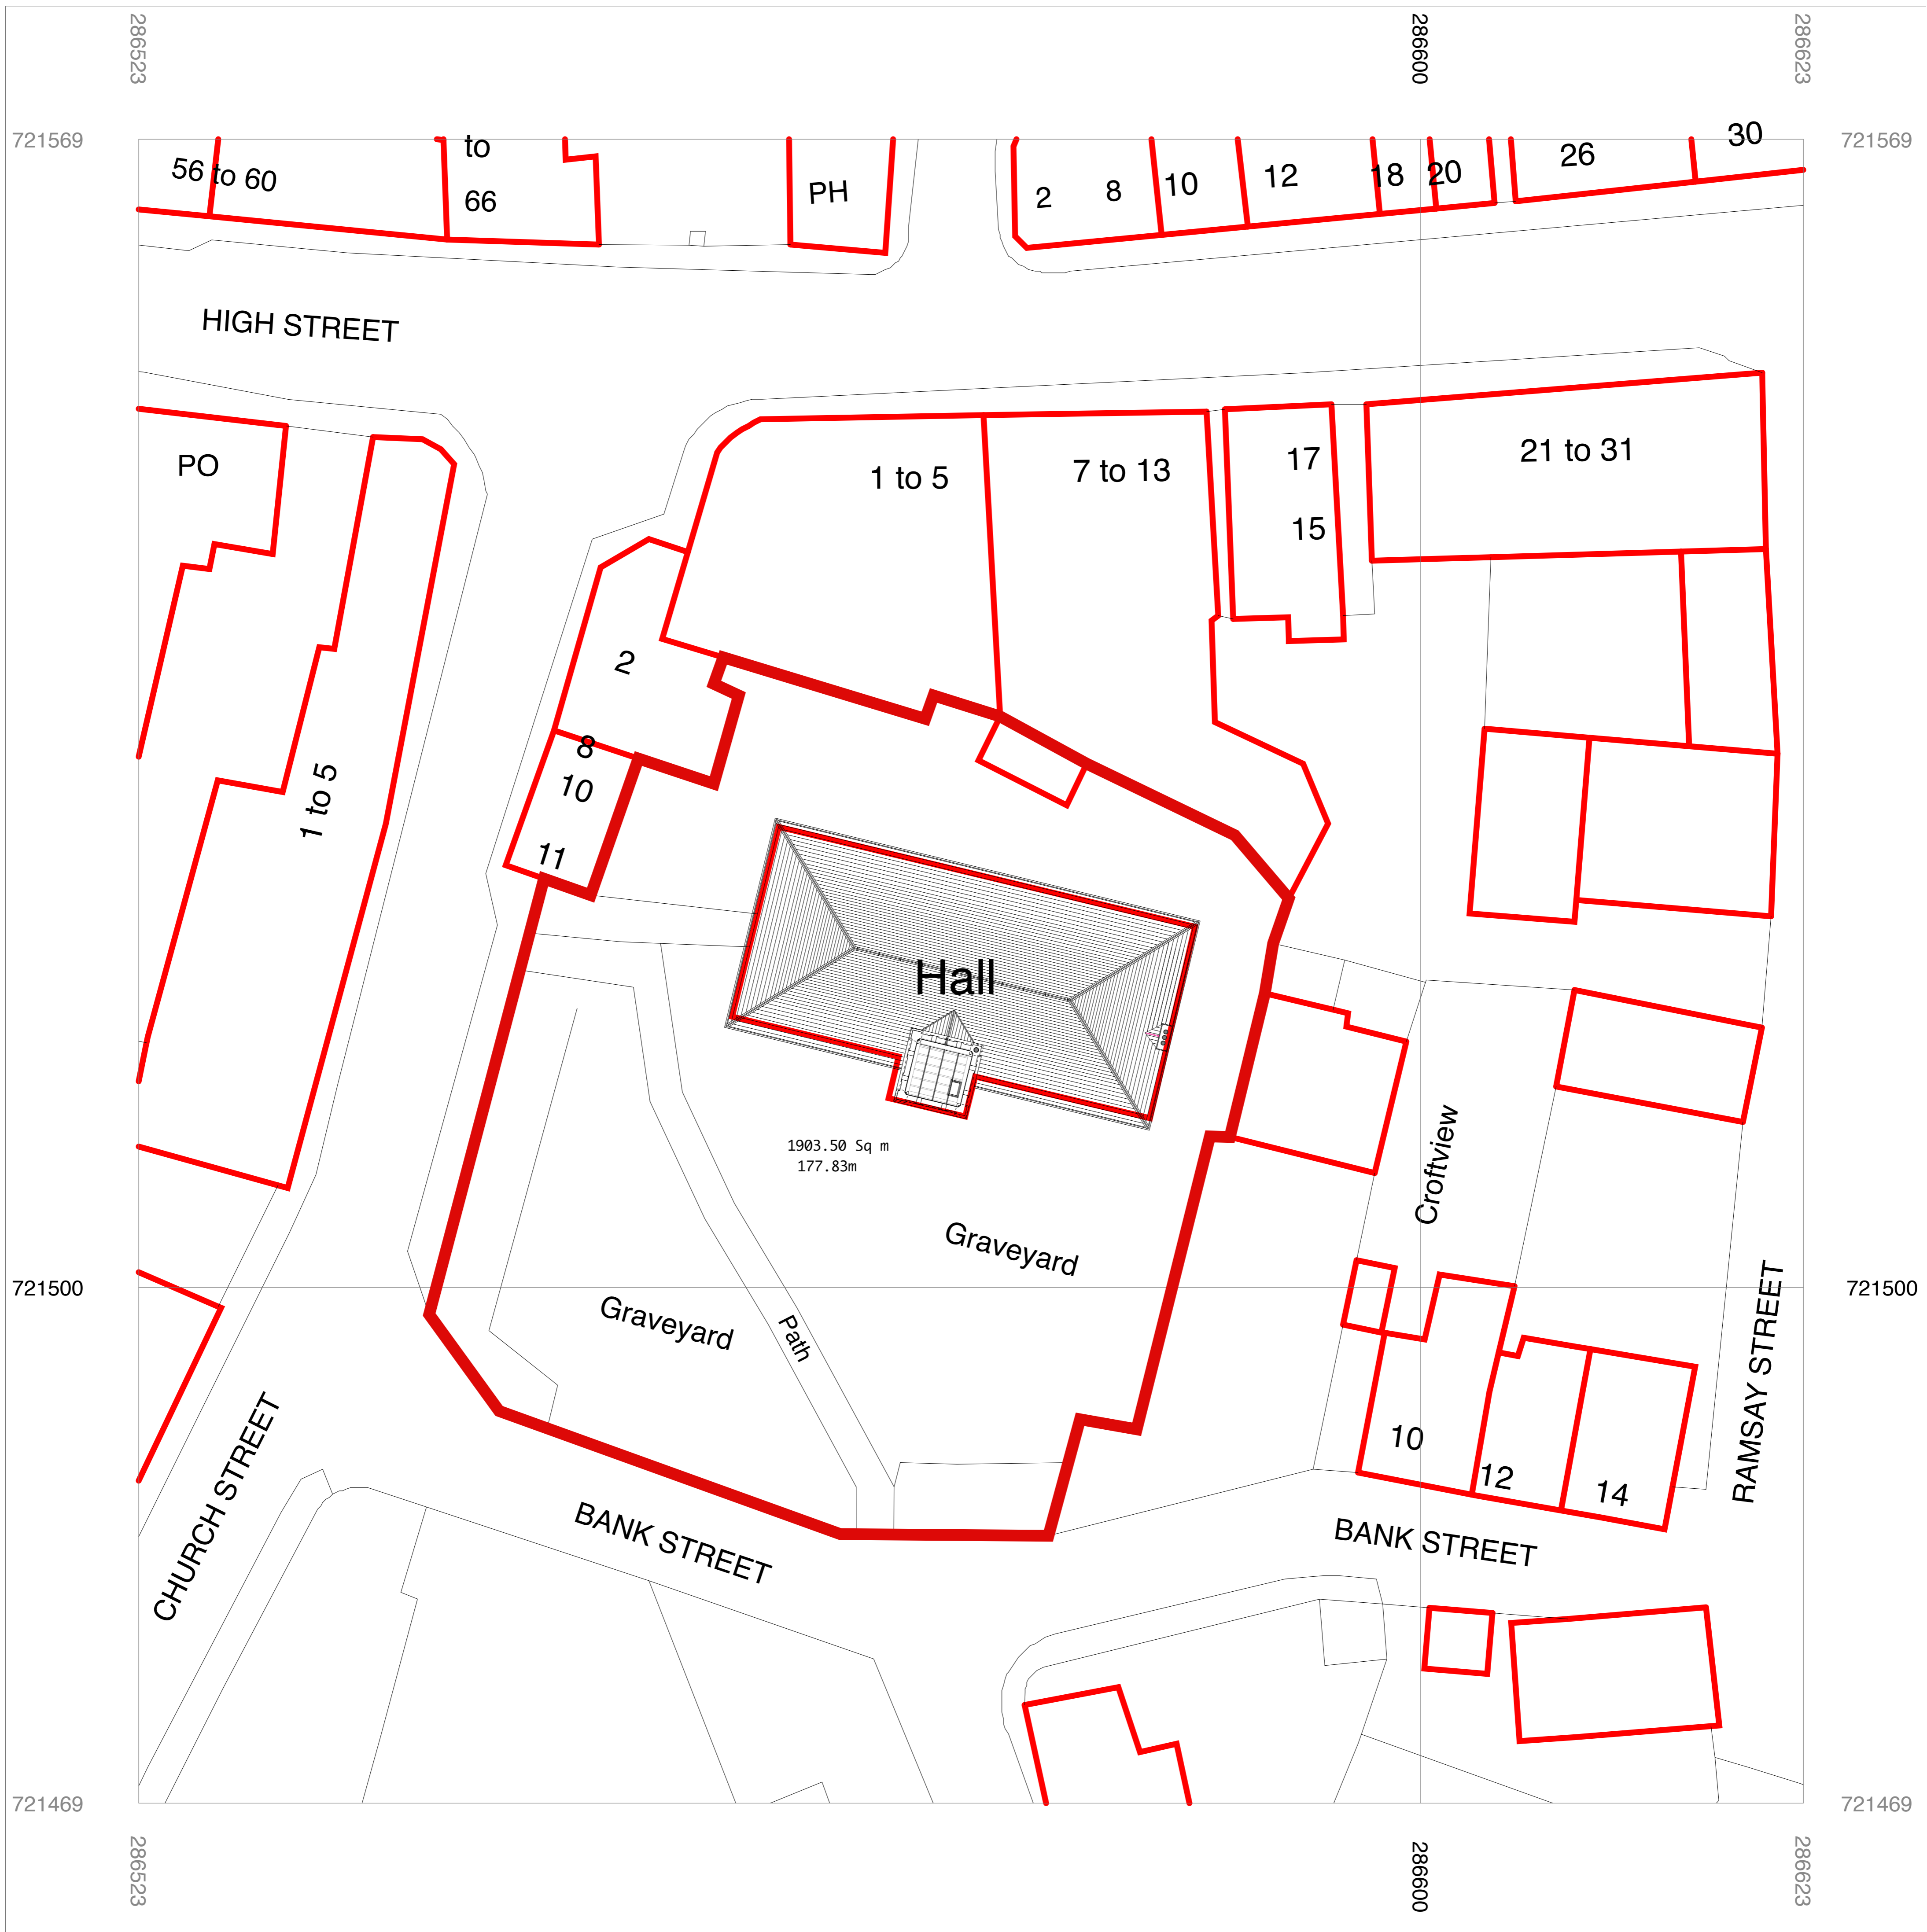 286523
286600
286623
721569
721569
56 to 60
to
66
PH
2
8
10
12
18
20
26
30
HIGH STREET
PO
1 to 5
7 to 13
17
15
21 to 31
2
8
10
11
1 to 5
Hall
1903.50 Sq m
177.83m
Graveyard
Graveyard
Path
Croftview
721500
721500
RAMSAY STREET
10
12
14
CHURCH STREET
BANK STREET
BANK STREET
721469
721469
286523
286600
286623